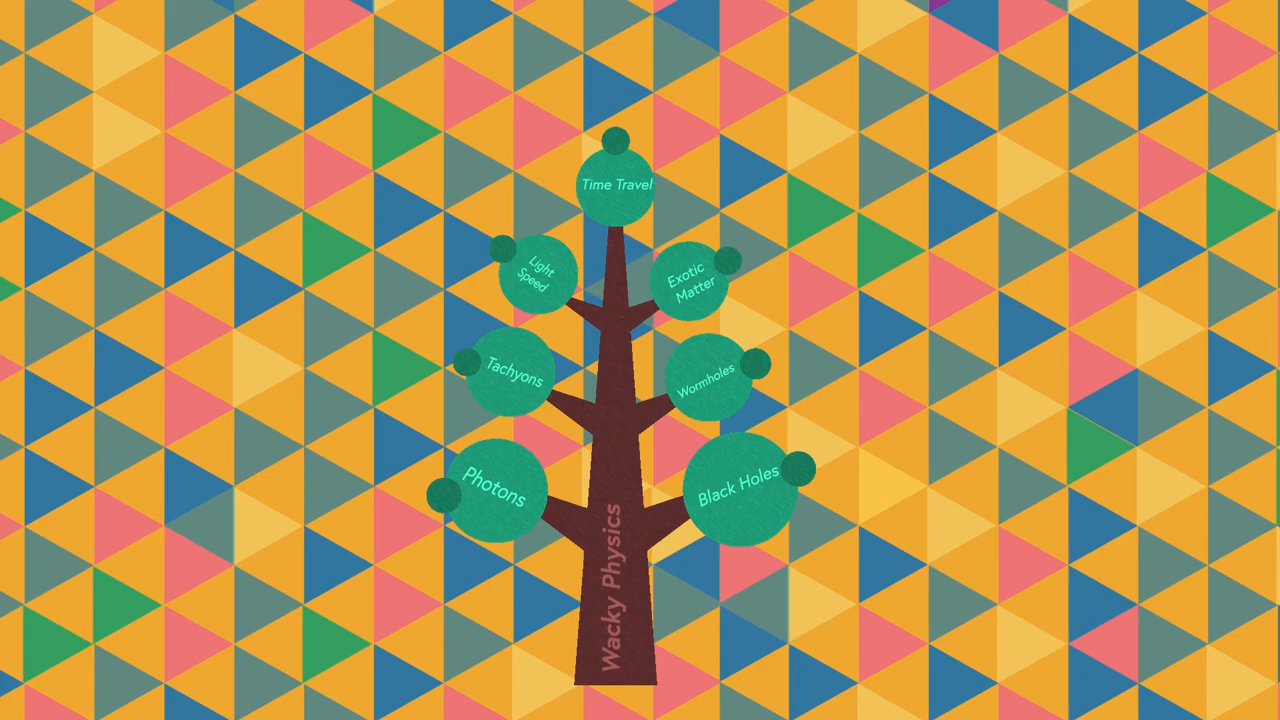 Time Travel
Light
Speed
Exotic
Matter
Tachyons
Wormholes
Photons
Black Holes
Wacky Physics